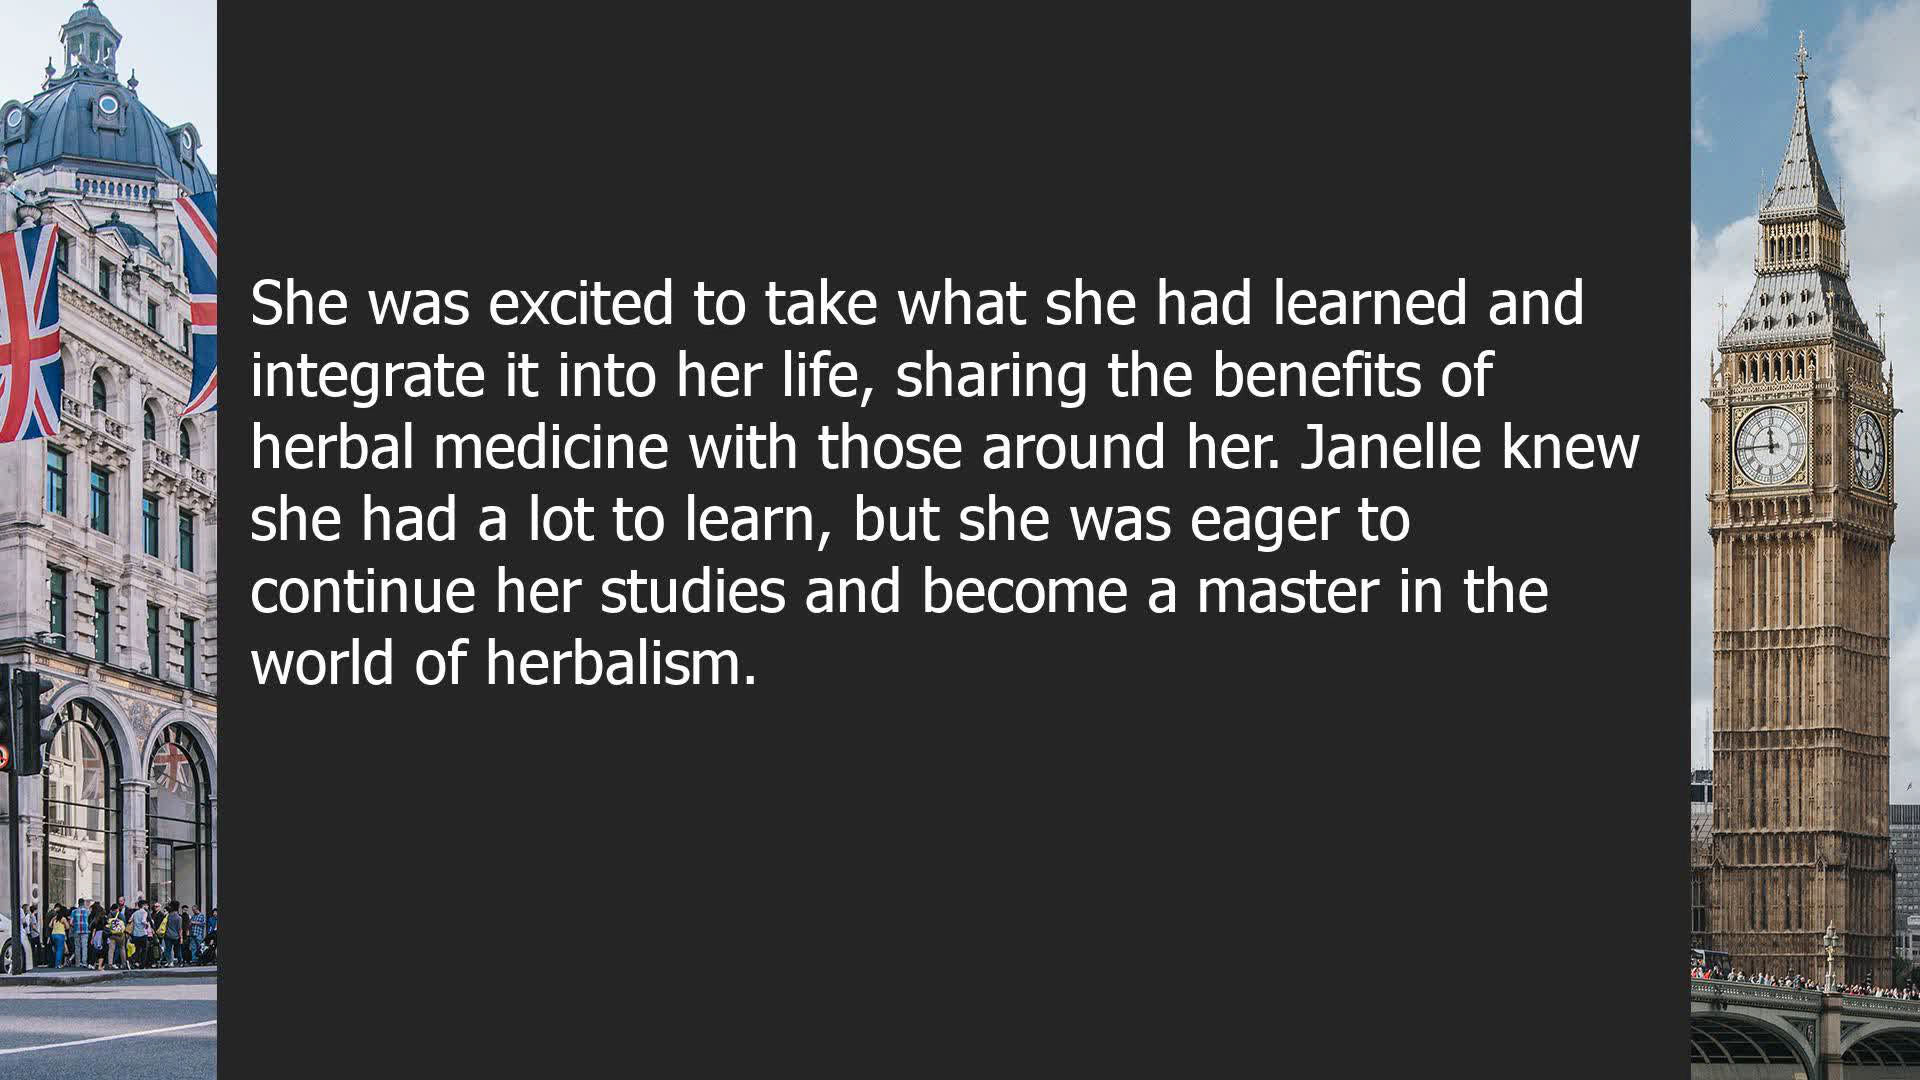 She was excited to take what she had learned and
integrate it into her life, sharing the benefits of
herbal medicine with those around her. Janelle knew
she had a lot to learn, but she was eager to
continue her studies and become a master in the
world of herbalism.